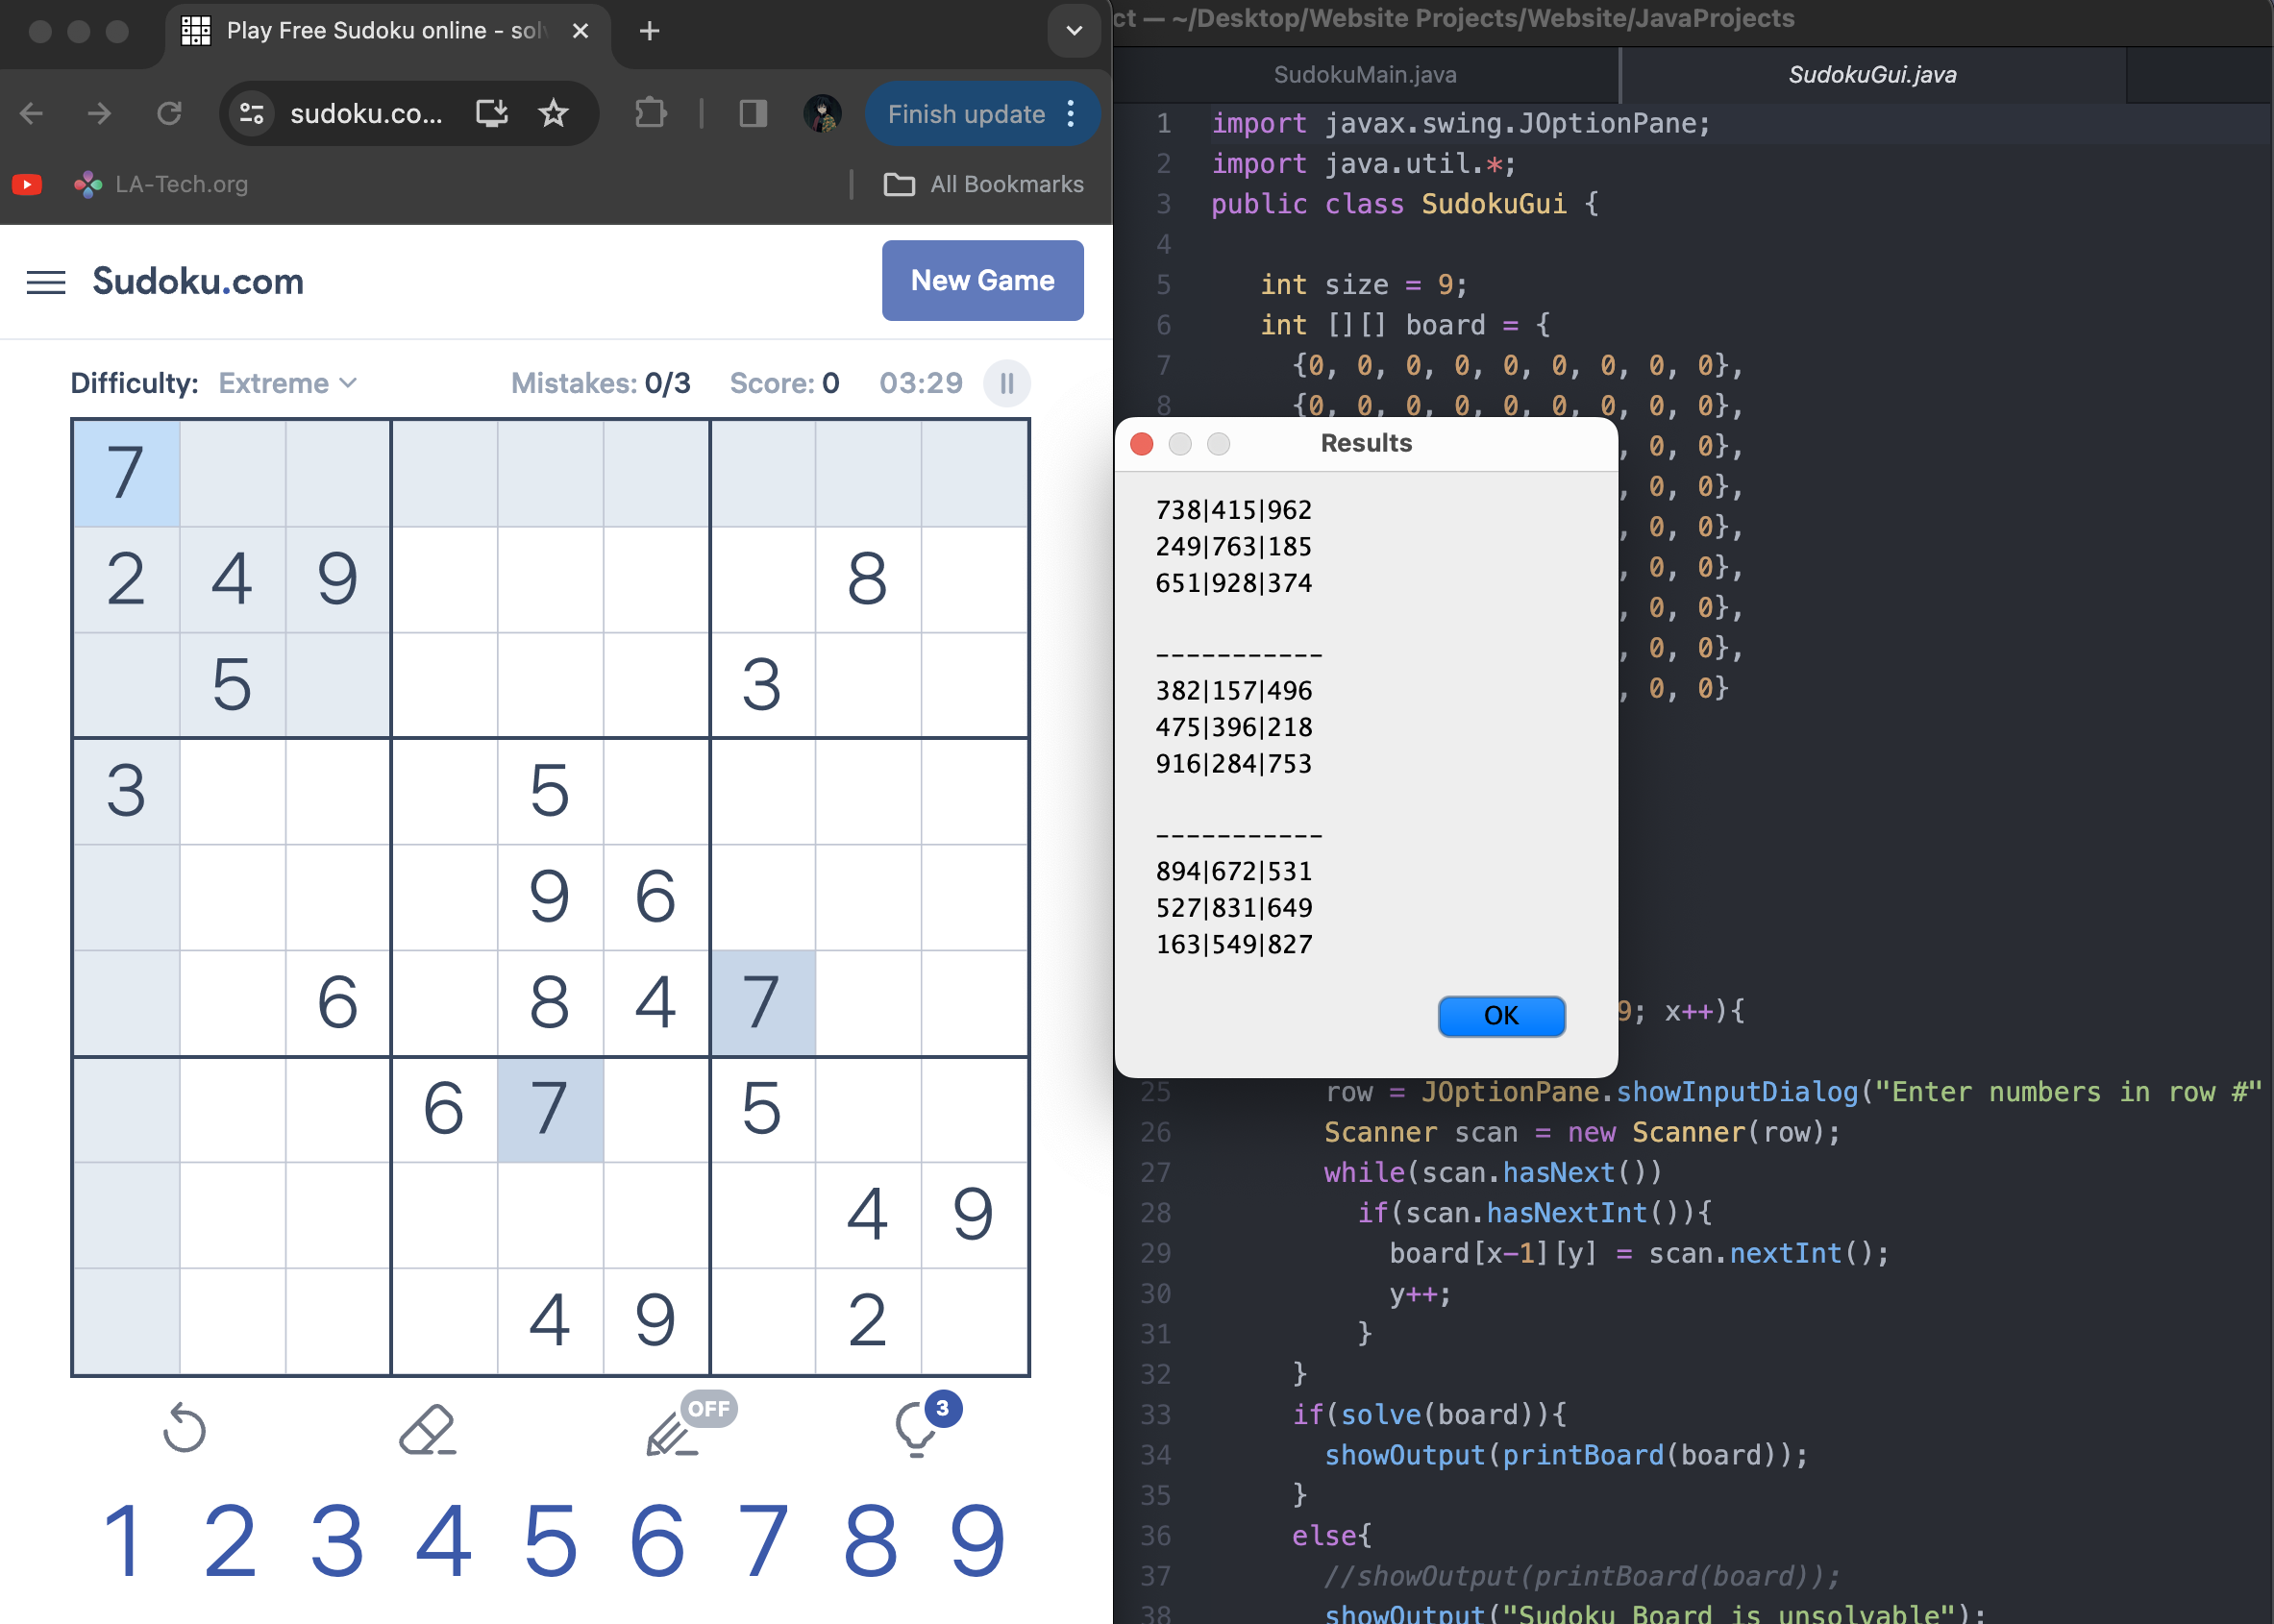 Play Free Sudoku online - solv
sudoku.co...
Finish update
LA-Tech.org
All Bookmarks
Sudoku.com
New Game
Difficulty: Extreme
Mistakes: 0/3
Score: 0
03:29
7
2 4 9 8
5 3
3 5
9 6
6 8 4 7
6 7 5
4 9
4 9 2
OFF
3
1 2 3 4 5 6 7 8 9
ct — ~/Desktop/Website Projects/Website/JavaProjects
SudokuMain.java
SudokuGui.java
1 import javax.swing.JOptionPane;
2 import java.util.*;
3 public class SudokuGui {
4
5 int size = 9;
6 int [][] board = {
7 {0, 0, 0, 0, 0, 0, 0, 0, 0},
8 {0, 0, 0, 0, 0, 0, 0, 0, 0},
, 0, 0},
, 0, 0},
, 0, 0},
, 0, 0},
, 0, 0},
, 0, 0},
, 0, 0}
Results
738|415|962
249|763|185
651|928|374
-----------
382|157|496
475|396|218
916|284|753
-----------
894|672|531
527|831|649
163|549|827
OK
9; x++){
25 row = JOptionPane.showInputDialog("Enter numbers in row #"
26 Scanner scan = new Scanner(row);
27 while(scan.hasNext())
28 if(scan.hasNextInt()){
29 board[x-1][y] = scan.nextInt();
30 y++;
31 }
32 }
33 if(solve(board)){
34 showOutput(printBoard(board));
35 }
36 else{
37 //showOutput(printBoard(board));
38 showOutput("Sudoku Board is unsolvable");